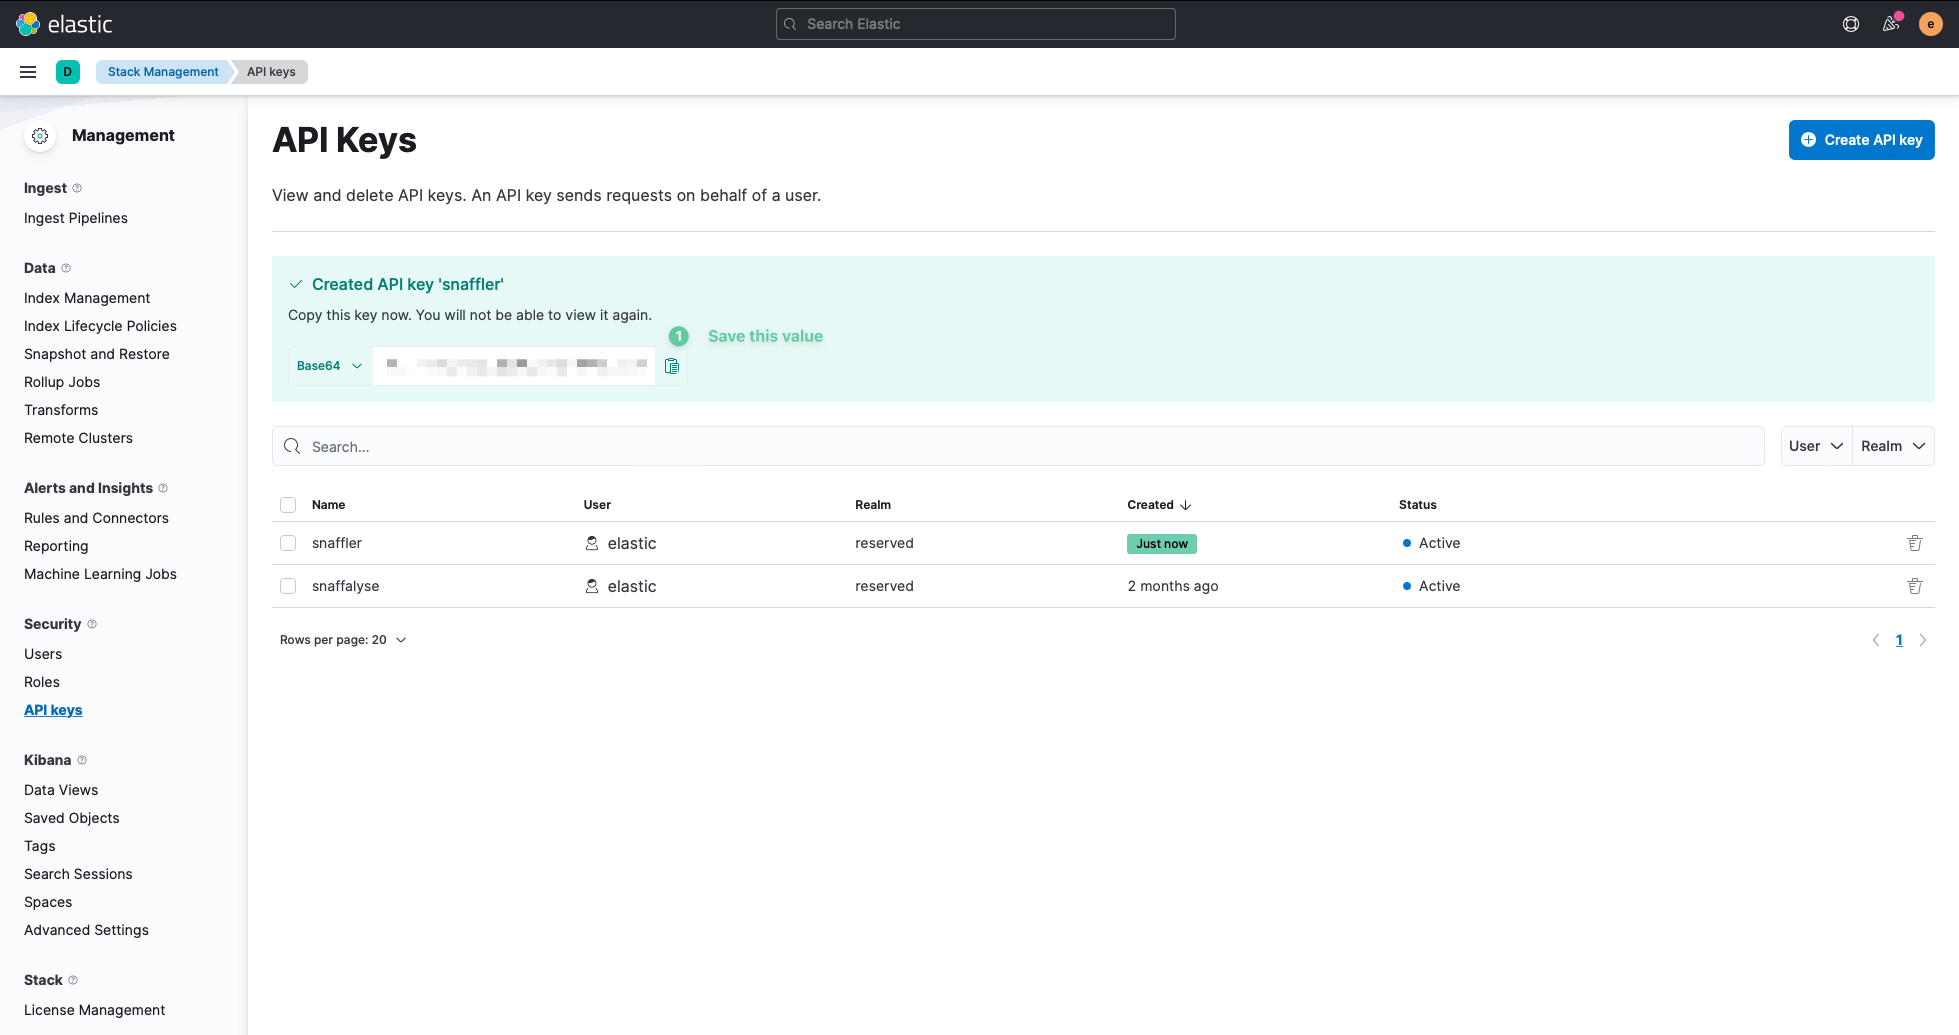 elastic
Search Elastic
e
D
Stack Management
API keys
Management
Ingest
Ingest Pipelines
Data
Index Management
Index Lifecycle Policies
Snapshot and Restore
Rollup Jobs
Transforms
Remote Clusters
Alerts and Insights
Rules and Connectors
Reporting
Machine Learning Jobs
Security
Users
Roles
API keys
Kibana
Data Views
Saved Objects
Tags
Search Sessions
Spaces
Advanced Settings
Stack
License Management
API Keys
Create API key
View and delete API keys. An API key sends requests on behalf of a user.
Created API key 'snaffler'
Copy this key now. You will not be able to view it again.
1 Save this value
Base64
Search...
User
Realm
Name User Realm Created Status
snaffler elastic reserved Just now Active
snaffalyse elastic reserved 2 months ago Active
Rows per page: 20
1